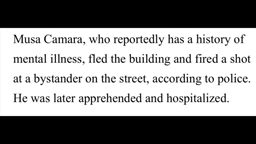 Musa Camara, who reportedly has a history of
mental illness, fled the building and fired a shot
at a bystander on the street, according to police.
He was later apprehended and hospitalized.